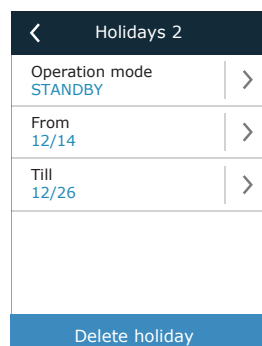 Holidays 2
Operation mode
STANDBY
From
12/14
Till
12/26
Delete holiday